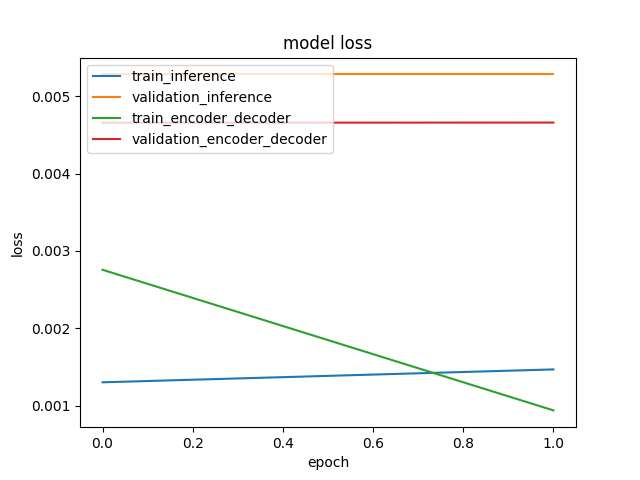 model loss
train_inference
validation_inference
train_encoder_decoder
validation_encoder_decoder
0.005
0.004
0.003
0.002
0.001
loss
0.0 0.2 0.4 0.6 0.8 1.0
epoch